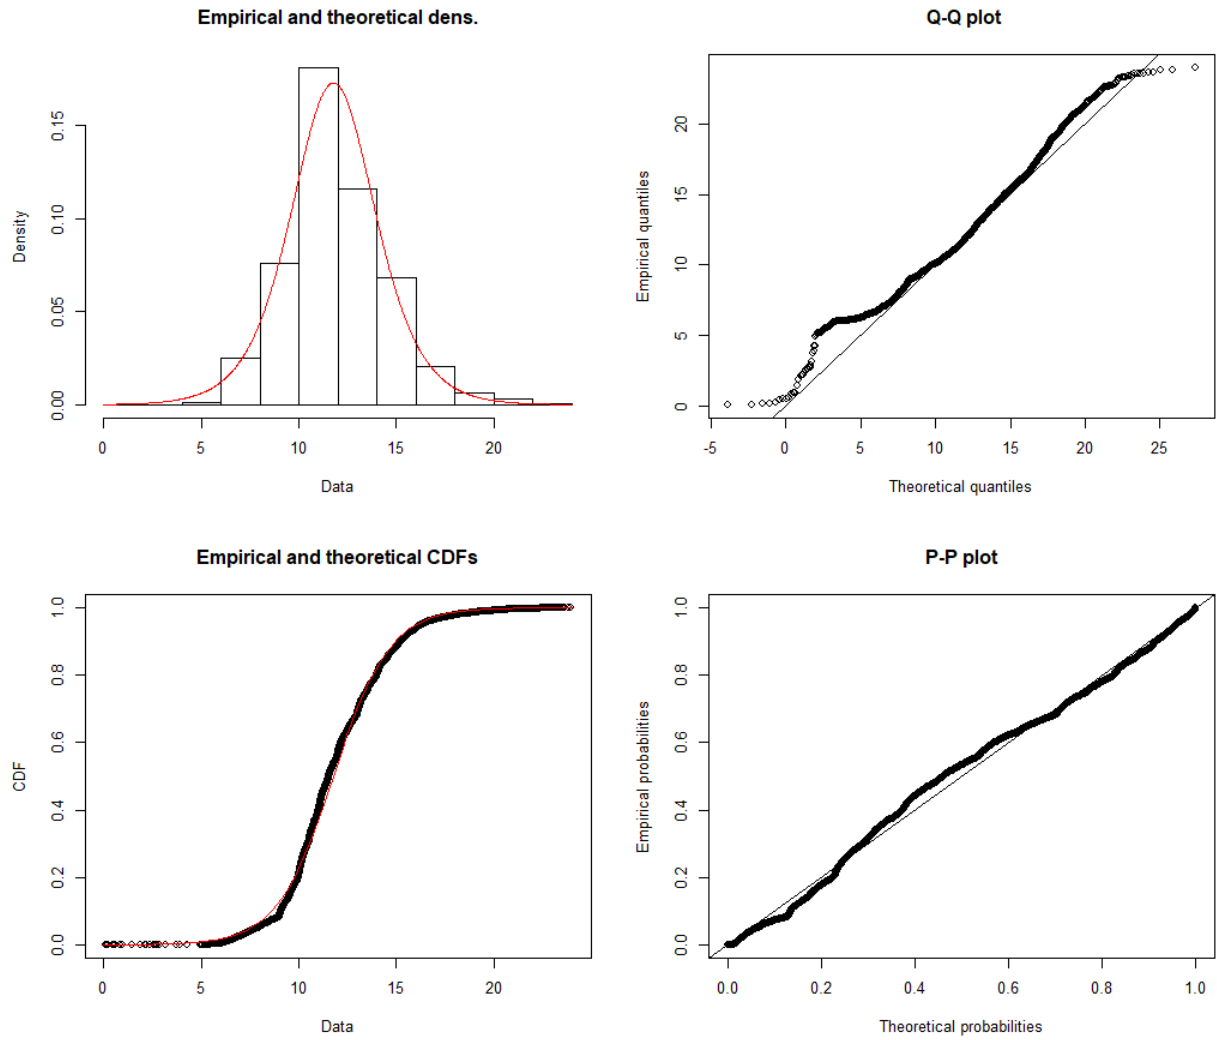 Empirical and theoretical dens.
Density
0.00 0.05 0.10 0.15
0 5 10 15 20
Data
Q-Q plot
Empirical quantiles
0 5 10 15 20
-5 0 5 10 15 20 25
Theoretical quantiles
Empirical and theoretical CDFs
CDF
0.0 0.2 0.4 0.6 0.8 1.0
0 5 10 15 20
Data
P-P plot
Empirical probabilities
0.0 0.2 0.4 0.6 0.8 1.0
0.0 0.2 0.4 0.6 0.8 1.0
Theoretical probabilities